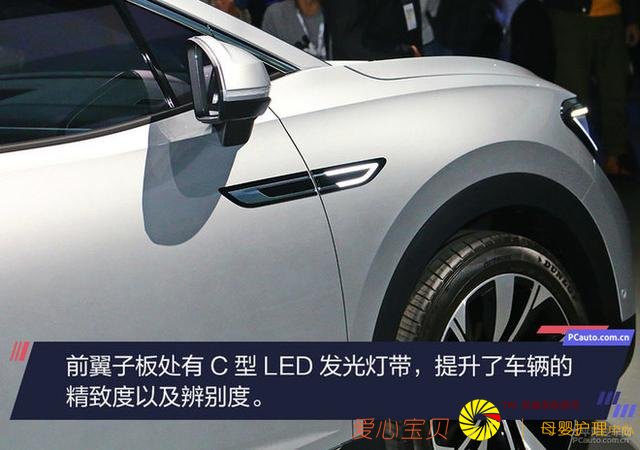 DUNLOP
PCauto.com.cn
前翼子板处有 C 型 LED 发光灯带，提升了车辆的
精致度以及辨别度。
爱心宝贝
母婴护理
PCauto.com.cn